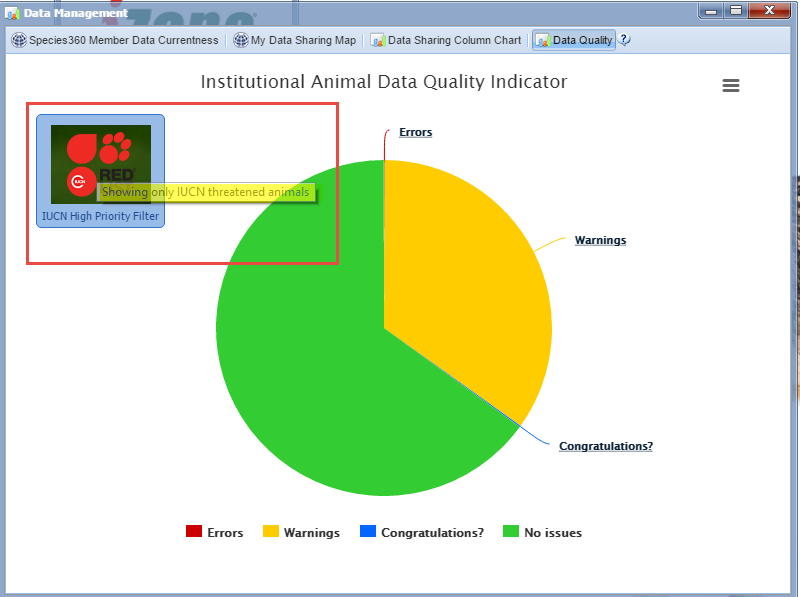 Data Management
Species360 Member Data Currentness
My Data Sharing Map
Data Sharing Column Chart
Data Quality
Institutional Animal Data Quality Indicator
RED
IUCN
Showing only IUCN threatened animals
IUCN High Priority Filter
Errors
Warnings
Congratulations?
Errors
Warnings
Congratulations?
No issues